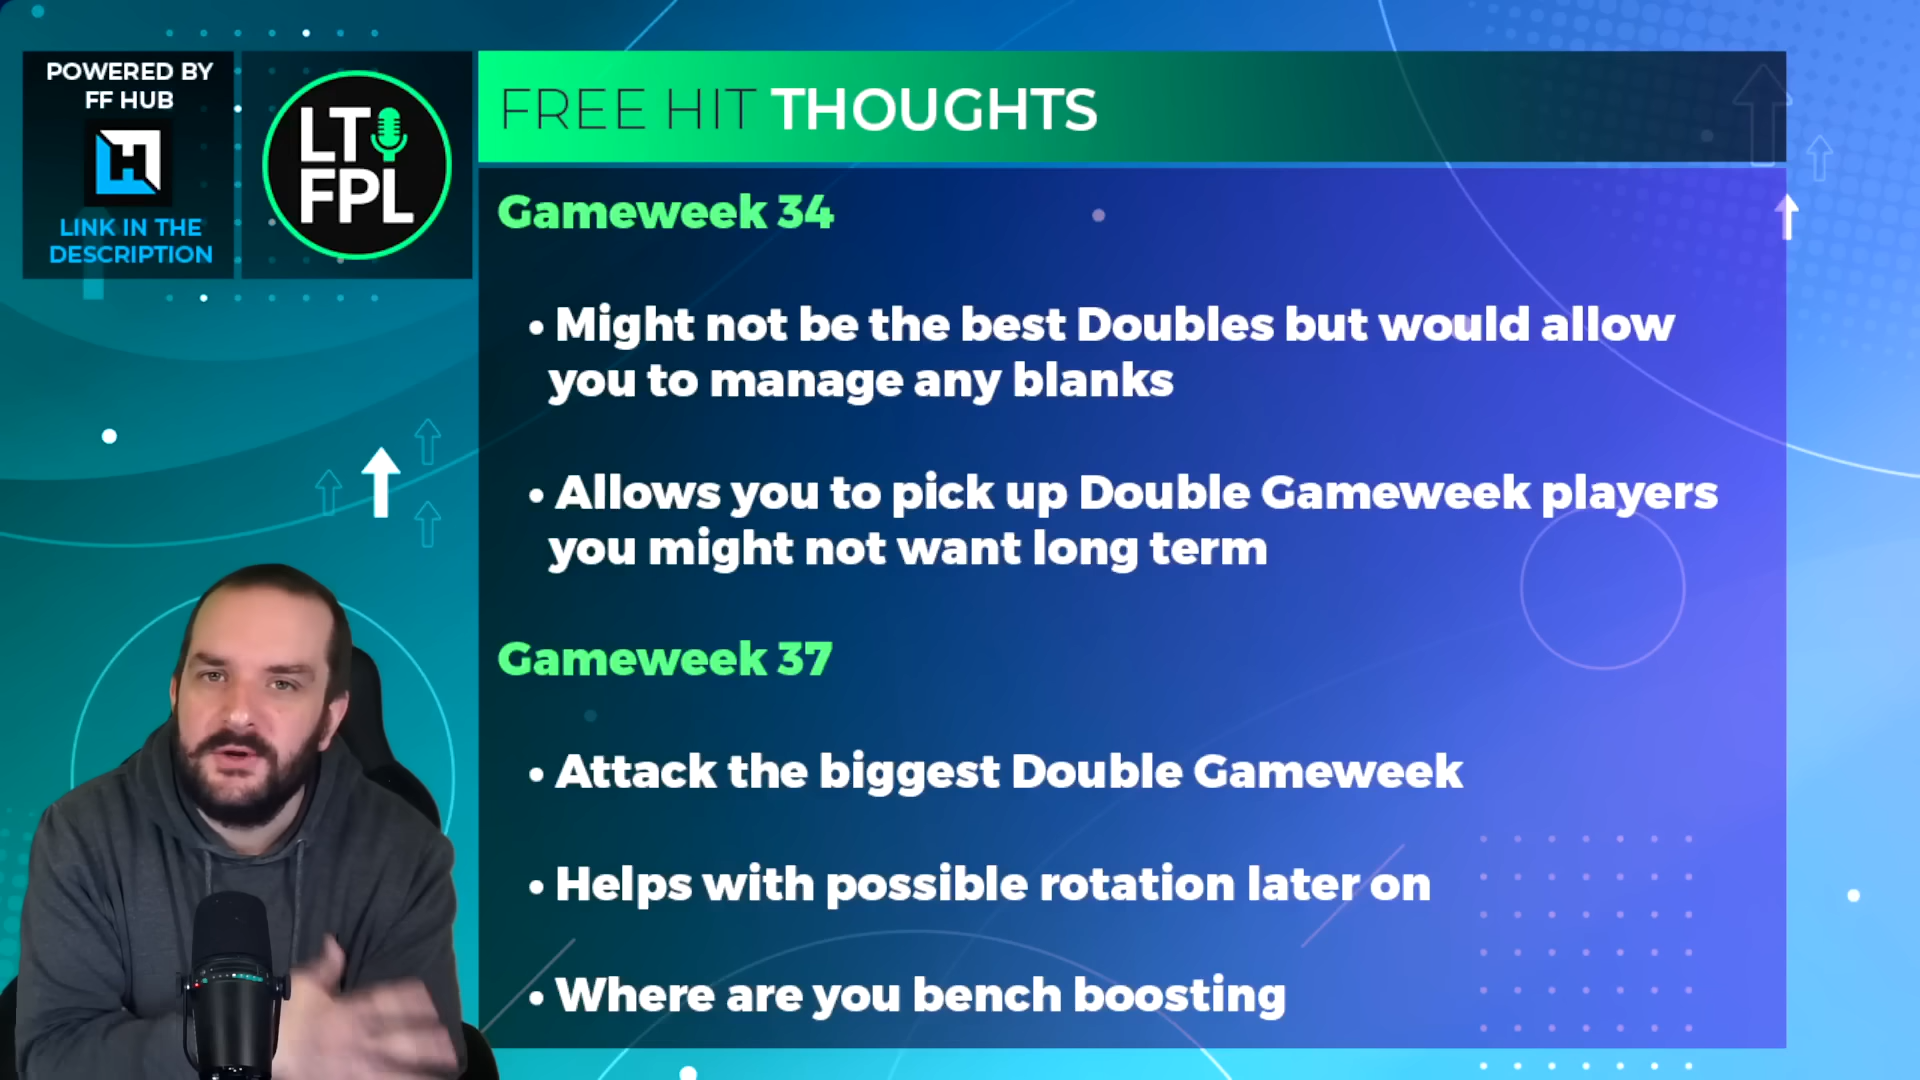 POWERED BY
FF HUB
LINK IN THE
DESCRIPTION
LT
FPL
FREE HIT THOUGHTS
Gameweek 34
• Might not be the best Doubles but would allow
you to manage any blanks
• Allows you to pick up Double Gameweek players
you might not want long term
Gameweek 37
• Attack the biggest Double Gameweek
• Helps with possible rotation later on
• Where are you bench boosting